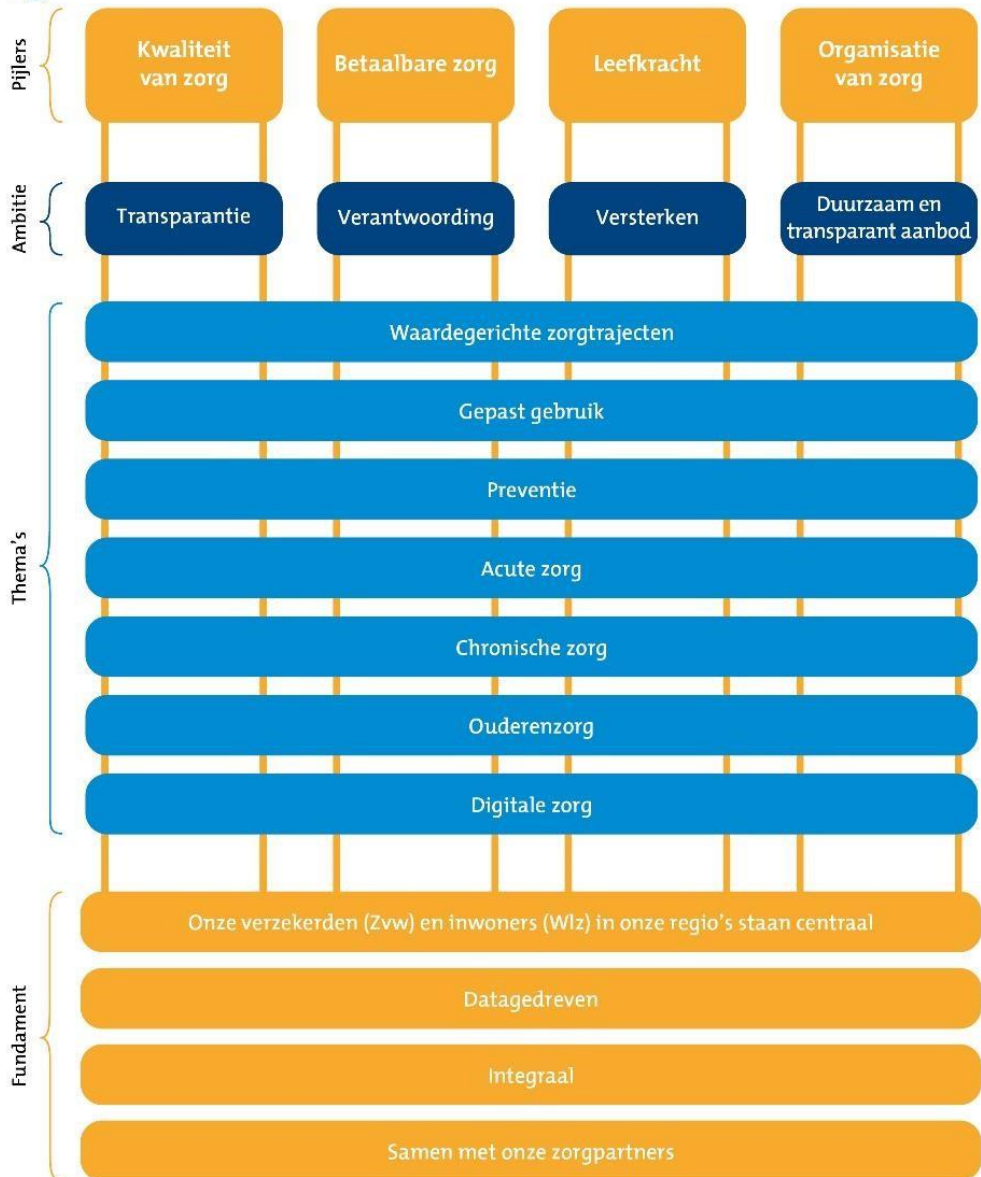 Pijlers
Kwaliteit
van zorg
Betaalbare zorg
Leefkracht
Organisatie
van zorg
Ambitie
Transparantie
Verantwoording
Versterken
Duurzaam en
transparant aanbod
Thema's
Waardegerichte zorgtrajecten
Gepast gebruik
Preventie
Acute zorg
Chronische zorg
Ouderenzorg
Digitale zorg
Fundament
Onze verzekerden (Zvw) en inwoners (Wlz) in onze regio's staan centraal
Datagedreven
Integraal
Samen met onze zorgpartners